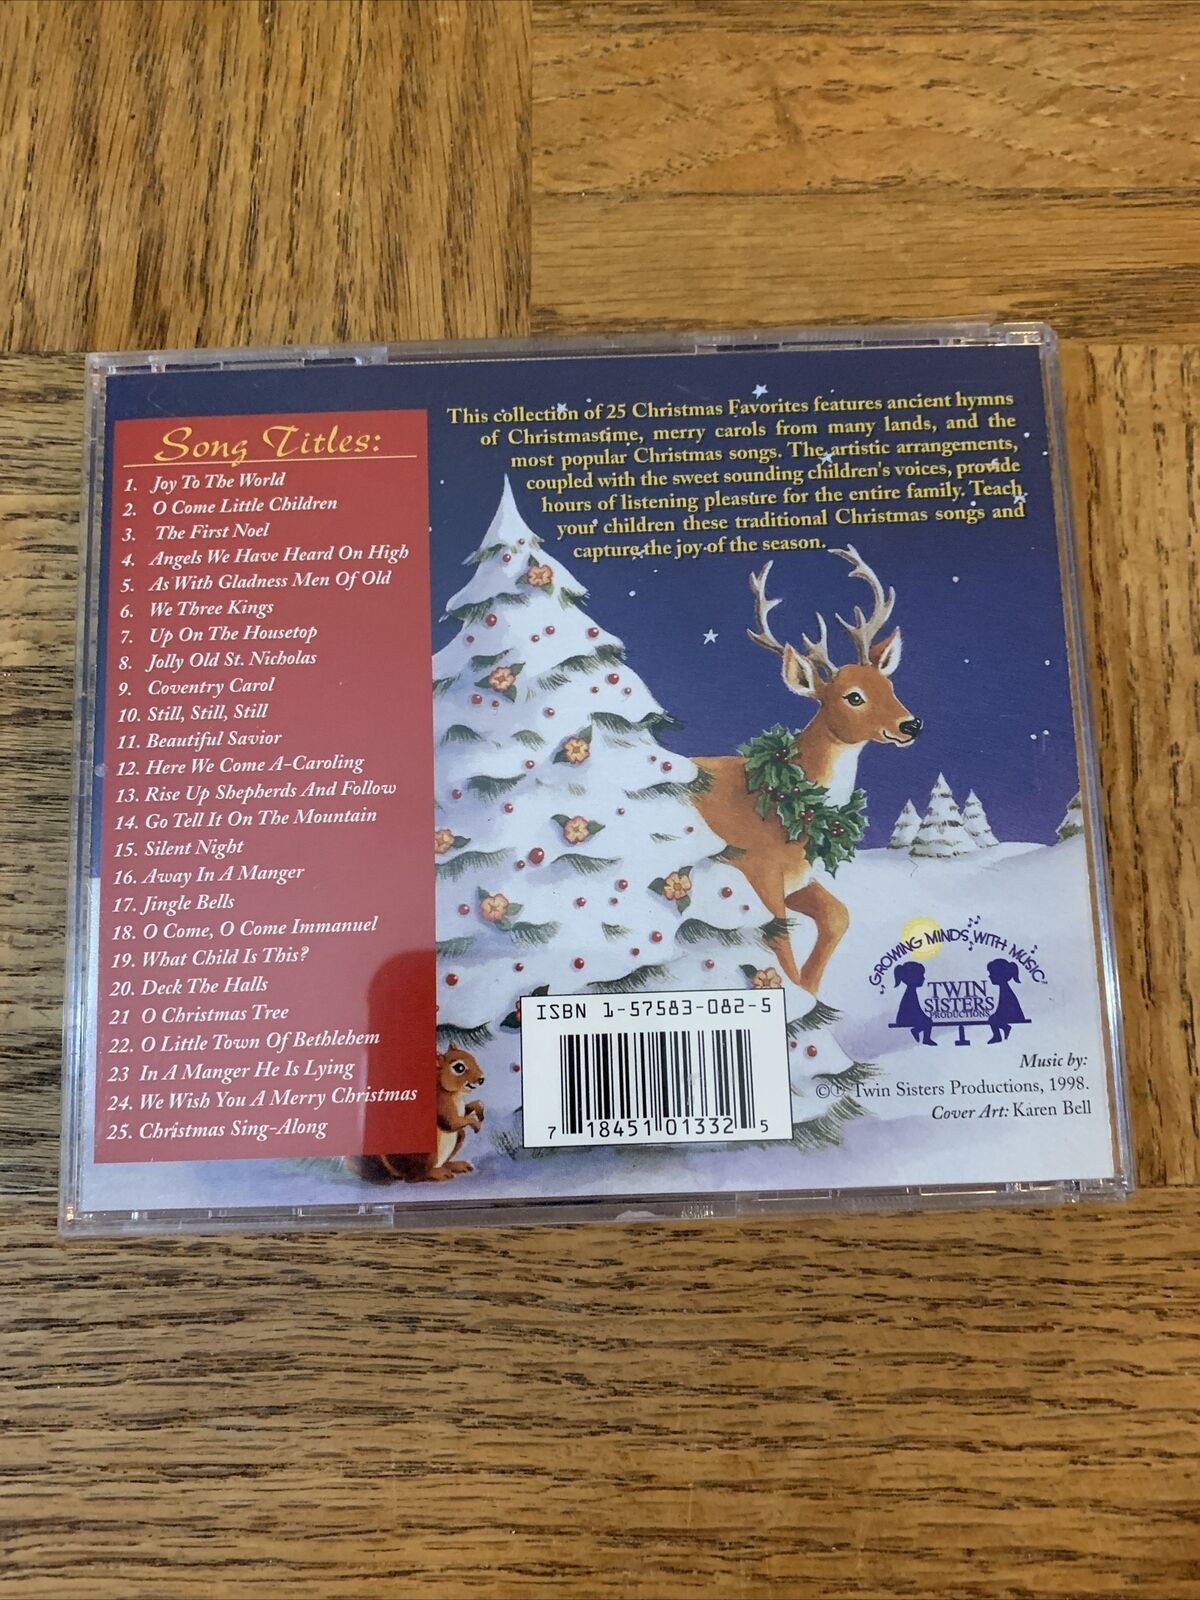 Song Titles:
1. Joy To The World
2. O Come Little Children
3. The First Noel
4. Angels We Have Heard On High
5. As With Gladness Men Of Old
6. We Three Kings
7. Up On The Housetop
8. Jolly Old St. Nicholas
9. Coventry Carol
10. Still, Still, Still
11. Beautiful Savior
12. Here We Come A-Caroling
13. Rise Up Shepherds And Follow
14. Go Tell It On The Mountain
15. Silent Night
16. Away In A Manger
17. Jingle Bells
18. O Come, O Come Immanuel
19. What Child Is This?
20. Deck The Halls
21 O Christmas Tree
22. O Little Town Of Bethlehem
23 In A Manger He Is Lying
24. We Wish You A Merry Christmas
25. Christmas Sing-Along
This collection of 25 Christmas Favorites features ancient hymns
of Christmastime, merry carols from many lands, and the
most popular Christmas songs. The artistic arrangements,
coupled with the sweet sounding children's voices, provide
hours of listening pleasure for the entire family. Teach
your children these traditional Christmas songs and
capture the joy of the season.
GROWING MINDS WITH MUSIC
TWIN
SISTERS
PRODUCTIONS
ISBN 1-57583-082-5
7 18451 01332 5
Music by:
©℗ Twin Sisters Productions, 1998.
Cover Art: Karen Bell